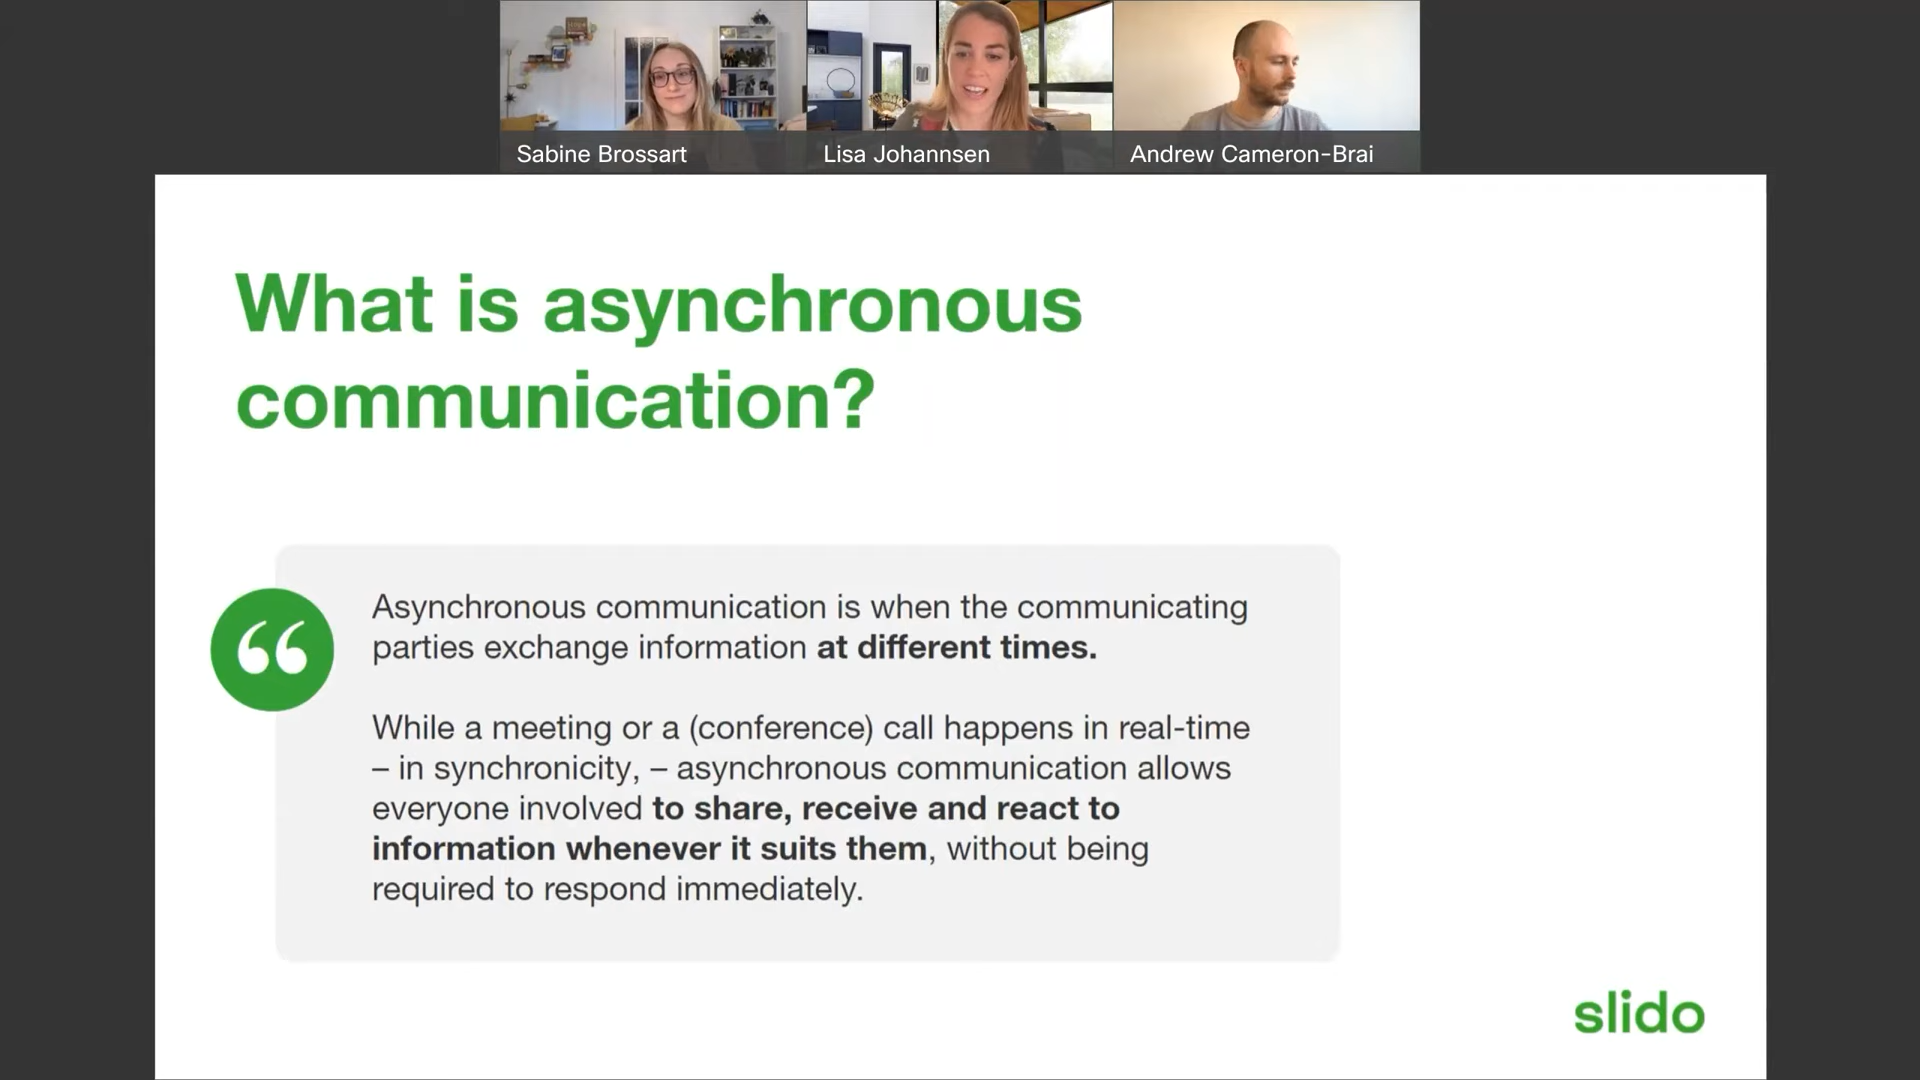 Sabine Brossart
Lisa Johannsen
Andrew Cameron-Brai
What is asynchronous
communication?
Asynchronous communication is when the communicating
parties exchange information at different times.
While a meeting or a (conference) call happens in real-time
– in synchronicity, – asynchronous communication allows
everyone involved to share, receive and react to
information whenever it suits them, without being
required to respond immediately.
slido